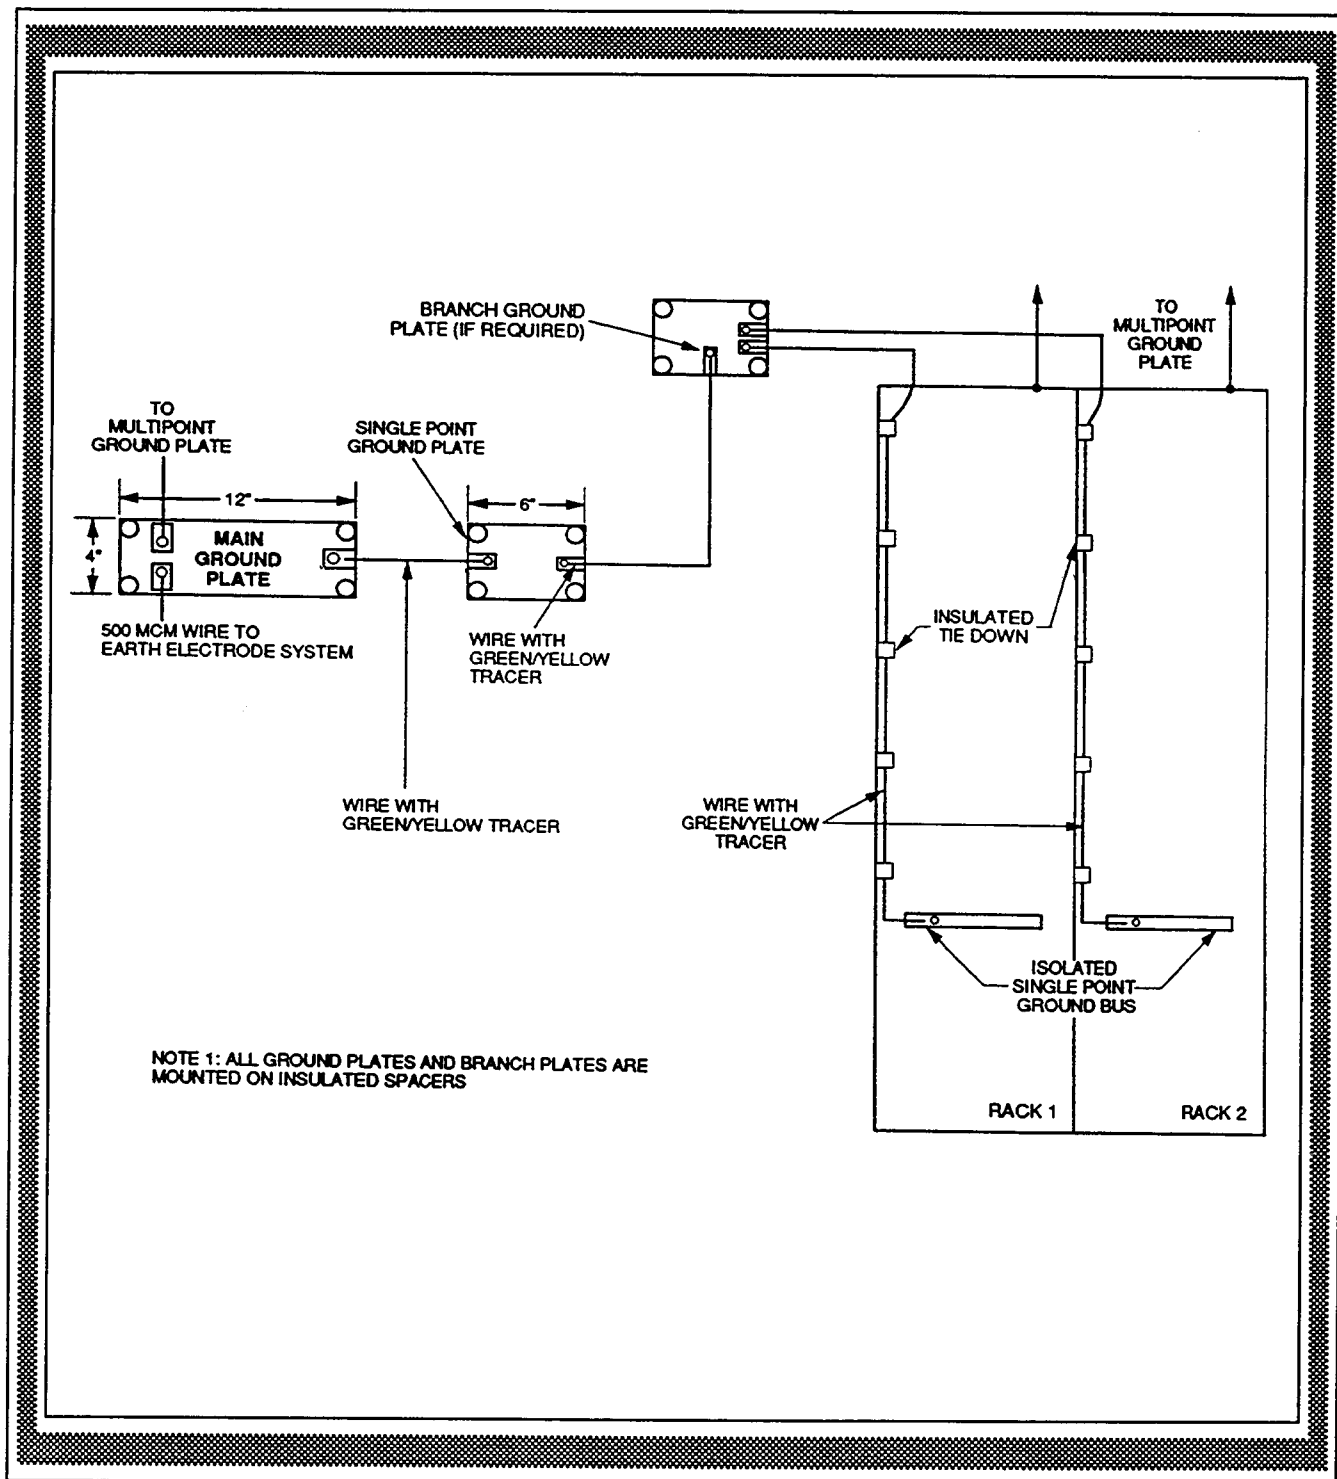 BRANCH GROUND
PLATE (IF REQUIRED)
TO
MULTIPOINT
GROUND
PLATE
TO
MULTIPOINT
GROUND PLATE
SINGLE POINT
GROUND PLATE
12"
6"
4"
MAIN
GROUND
PLATE
500 MCM WIRE TO
EARTH ELECTRODE SYSTEM
WIRE WITH
GREEN/YELLOW
TRACER
INSULATED
TIE DOWN
WIRE WITH
GREEN/YELLOW TRACER
WIRE WITH
GREEN/YELLOW
TRACER
ISOLATED
SINGLE POINT
GROUND BUS
NOTE 1: ALL GROUND PLATES AND BRANCH PLATES ARE
MOUNTED ON INSULATED SPACERS
RACK 1
RACK 2